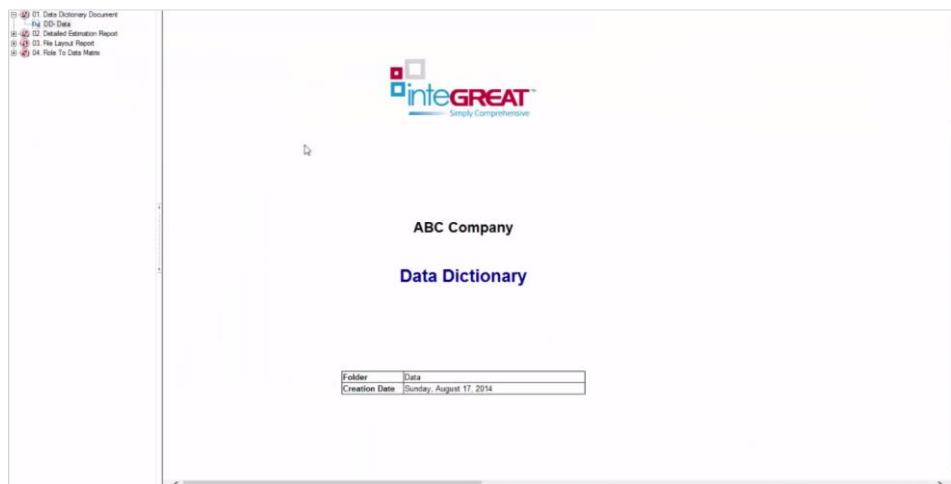 01. Data Dictionary Document
DD- Data
02. Detailed Estimation Report
03. File Layout Report
04. Role To Data Matrix
inteGREAT™
Simply Comprehensive
ABC Company
Data Dictionary
Folder Data
Creation Date Sunday, August 17, 2014